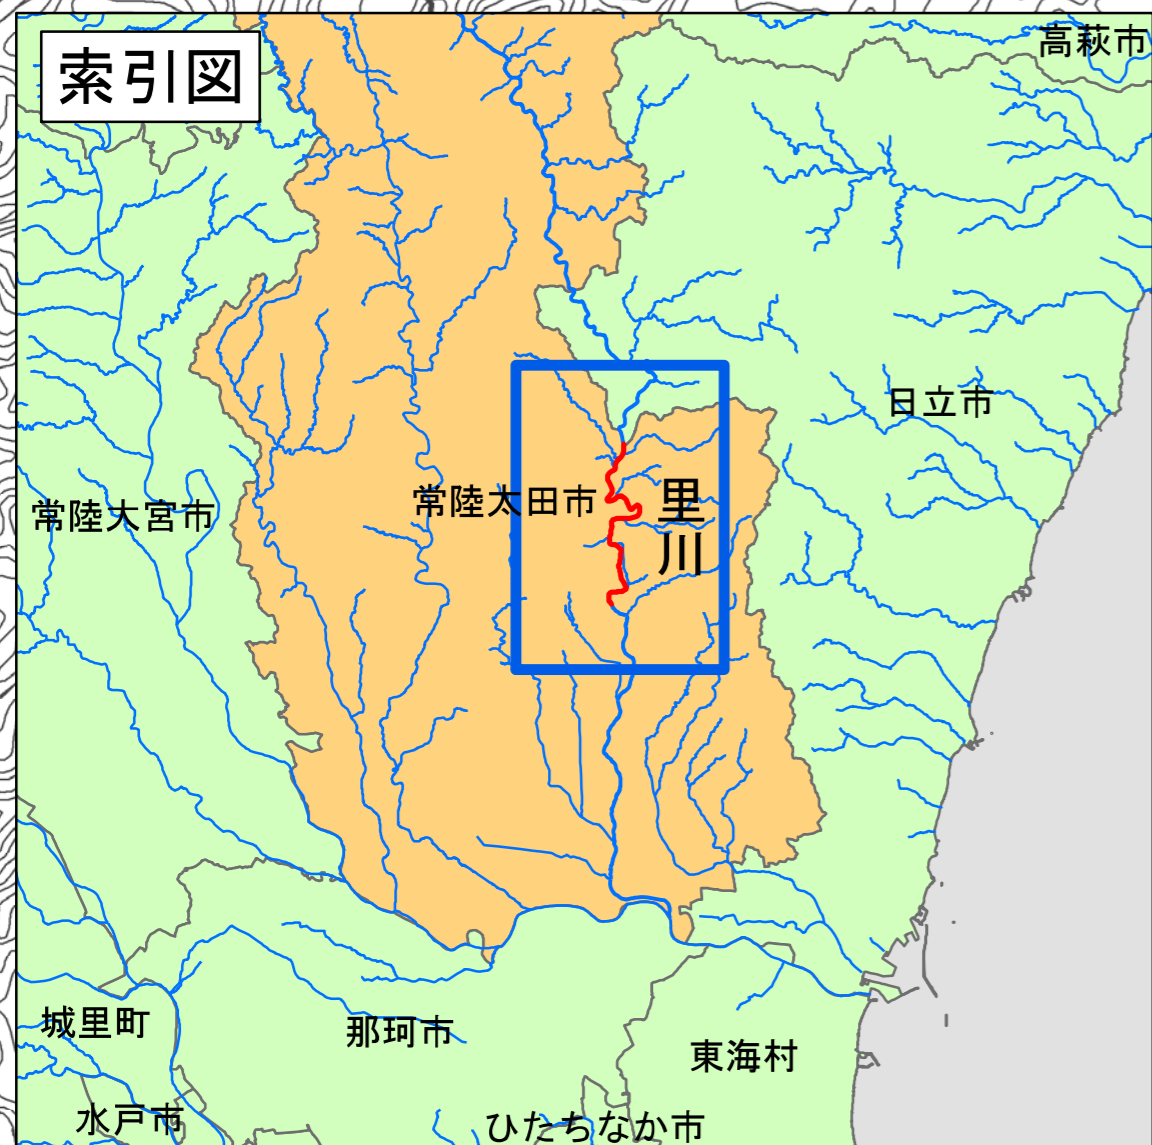 索引図
高萩市
日立市
常陸太田市
里川
常陸大宮市
城里町
那珂市
東海村
水戸市
ひたちなか市